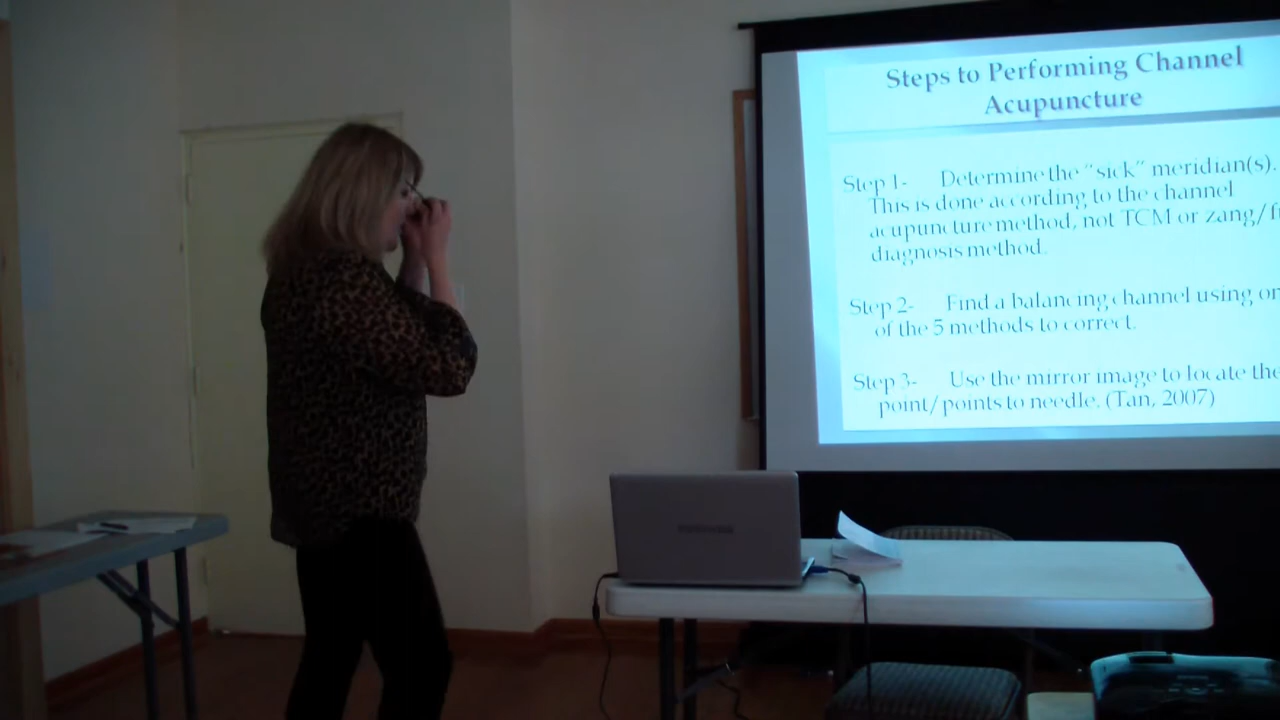 Steps to Performing Channel
Acupuncture
Step 1- Determine the "sick" meridian(s).
This is done according to the channel
acupuncture method, not TCM or zang/f
diagnosis method.
Step 2- Find a balancing channel using on
of the 5 methods to correct.
Step 3- Use the mirror image to locate the
point/points to needle. (Tan, 2007)
TOSHIBA